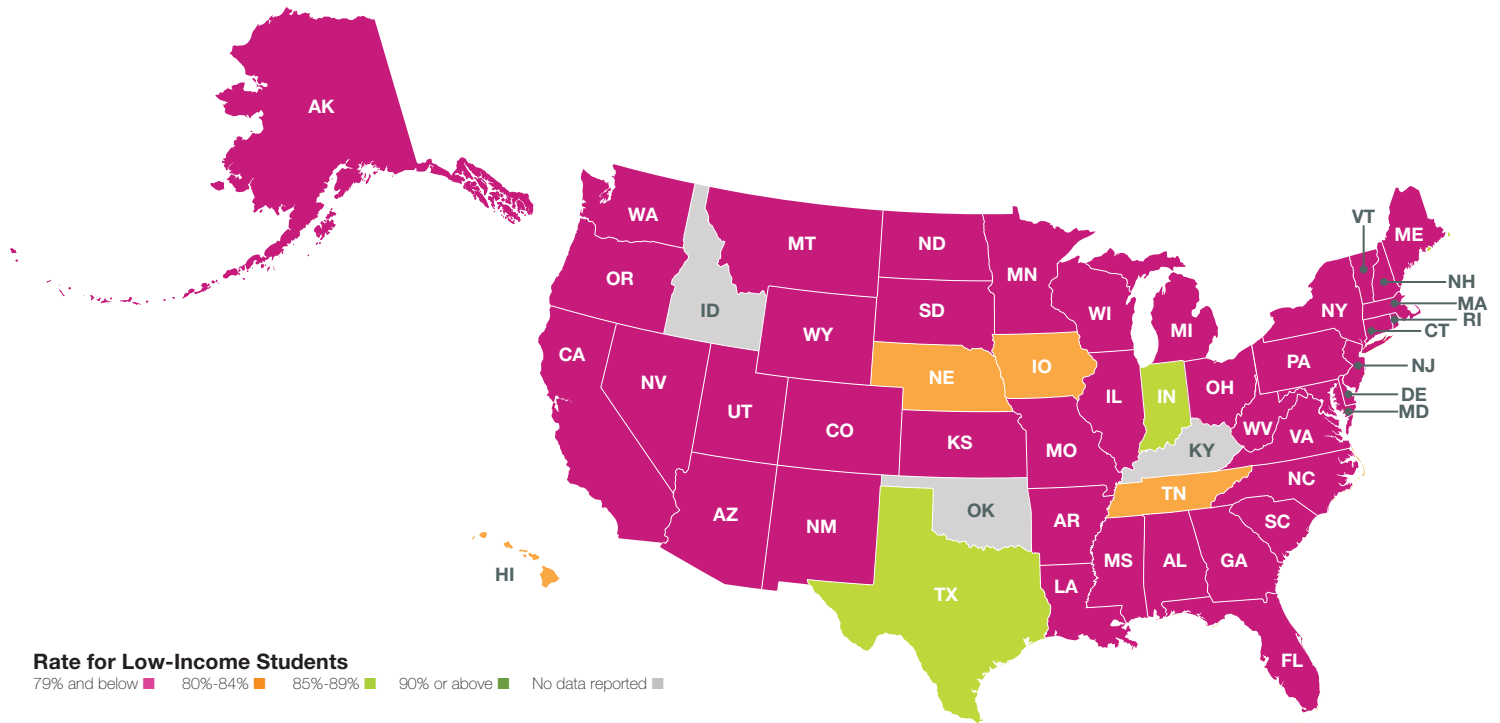 AK
WA
MT
ND
MN
VT
ME
OR
ID
WY
SD
WI
MI
NY
NH
MA
RI
CT
CA
NV
UT
CO
NE
IO
IL
IN
OH
PA
NJ
DE
MD
KS
MO
KY
WV
VA
AZ
NM
OK
AR
TN
NC
SC
HI
TX
LA
MS
AL
GA
FL
Rate for Low-Income Students
79% and below 80%-84% 85%-89% 90% or above No data reported